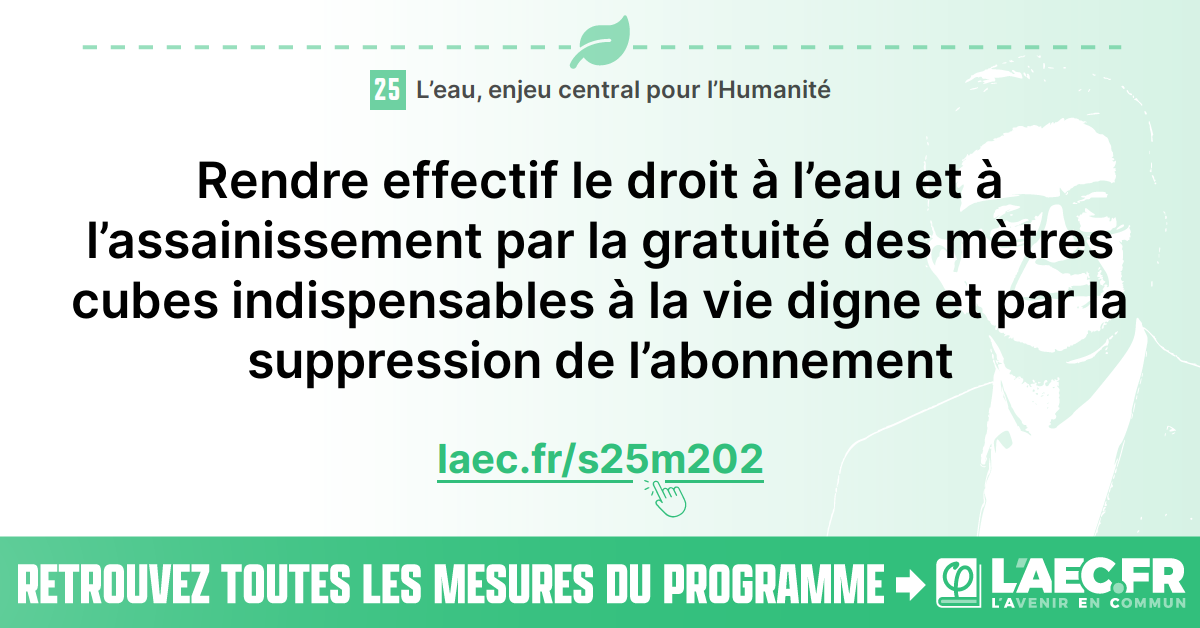 25 L’eau, enjeu central pour l’Humanité
Rendre effectif le droit à l’eau et à
l’assainissement par la gratuité des mètres
cubes indispensables à la vie digne et par la
suppression de l’abonnement
laec.fr/s25m202
RETROUVEZ TOUTES LES MESURES DU PROGRAMME
L’AEC.FR
L’AVENIR EN COMMUN